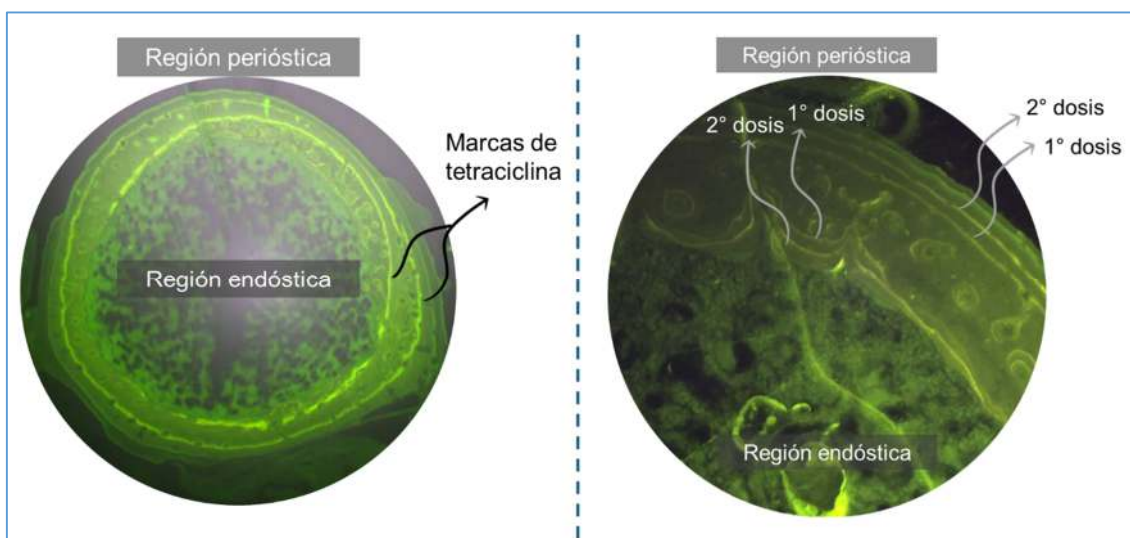 Región perióstica
Marcas de
tetraciclina
Región endóstica
Región perióstica
2° dosis
1° dosis
2° dosis
1° dosis
Región endóstica